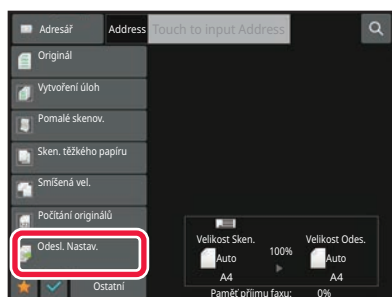 Adresář Address Touch to input Address
Originál
Vytvoření úloh
Pomalé skenov.
Sken. těžkého papíru
Smíšená vel.
Počítání originálů
Odesl. Nastav.
Ostatní
Velikost Sken. Velikost Odes.
100%
Auto Auto
A4 A4
Paměť příjmu faxu: 0%